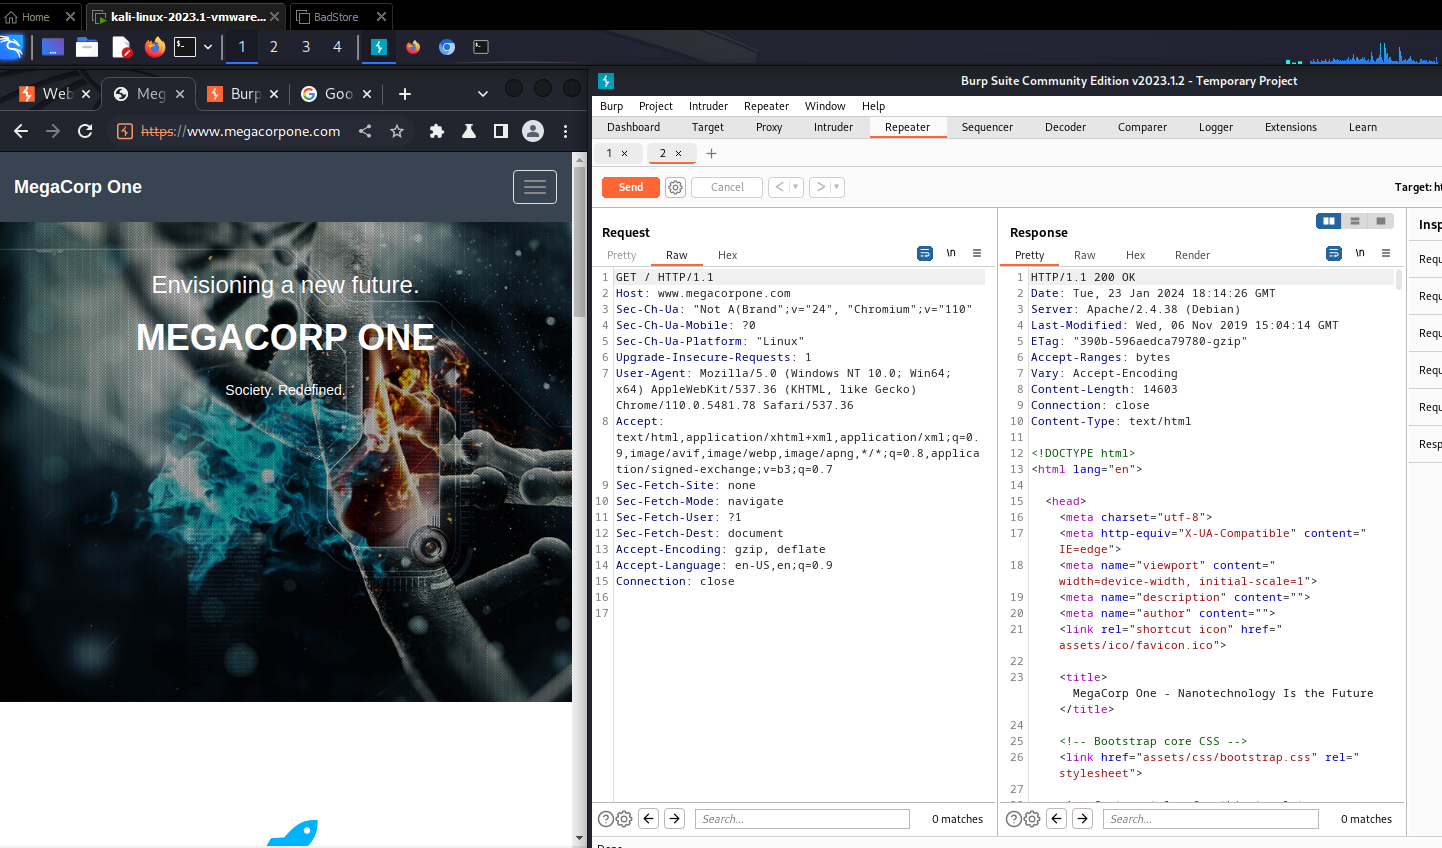 Home
kali-linux-2023.1-vmware...
BadStore
1 2 3 4
Web
Meg
Burp
Goo
https://www.megacorpone.com
MegaCorp One
Envisioning a new future.
MEGACORP ONE
Society. Redefined.
Burp Suite Community Edition v2023.1.2 - Temporary Project
Burp Project Intruder Repeater Window Help
Dashboard Target Proxy Intruder Repeater Sequencer Decoder Comparer Logger Extensions Learn
1 × 2 × +
Send Cancel < > Target: ht
Request
Pretty Raw Hex \n
1 GET / HTTP/1.1
2 Host: www.megacorpone.com
3 Sec-Ch-Ua: "Not A(Brand";v="24", "Chromium";v="110"
4 Sec-Ch-Ua-Mobile: ?0
5 Sec-Ch-Ua-Platform: "Linux"
6 Upgrade-Insecure-Requests: 1
7 User-Agent: Mozilla/5.0 (Windows NT 10.0; Win64;
x64) AppleWebKit/537.36 (KHTML, like Gecko)
Chrome/110.0.5481.78 Safari/537.36
8 Accept:
text/html,application/xhtml+xml,application/xml;q=0.
9,image/avif,image/webp,image/apng,*/*;q=0.8,applica
tion/signed-exchange;v=b3;q=0.7
9 Sec-Fetch-Site: none
10 Sec-Fetch-Mode: navigate
11 Sec-Fetch-User: ?1
12 Sec-Fetch-Dest: document
13 Accept-Encoding: gzip, deflate
14 Accept-Language: en-US,en;q=0.9
15 Connection: close
16
17
Search...
0 matches
Response
Pretty Raw Hex Render \n
1 HTTP/1.1 200 OK
2 Date: Tue, 23 Jan 2024 18:14:26 GMT
3 Server: Apache/2.4.38 (Debian)
4 Last-Modified: Wed, 06 Nov 2019 15:04:14 GMT
5 ETag: "390b-596aedca79780-gzip"
6 Accept-Ranges: bytes
7 Vary: Accept-Encoding
8 Content-Length: 14603
9 Connection: close
10 Content-Type: text/html
11
12 <!DOCTYPE html>
13 <html lang="en">
14
15 <head>
16 <meta charset="utf-8">
17 <meta http-equiv="X-UA-Compatible" content="
IE=edge">
18 <meta name="viewport" content="
width=device-width, initial-scale=1">
19 <meta name="description" content="">
20 <meta name="author" content="">
21 <link rel="shortcut icon" href="
assets/ico/favicon.ico">
22
23 <title>
MegaCorp One - Nanotechnology Is the Future
</title>
24
25 <!-- Bootstrap core CSS -->
26 <link href="assets/css/bootstrap.css" rel="
stylesheet">
27
Search...
0 matches
Insp
Requ
Requ
Requ
Requ
Requ
Resp